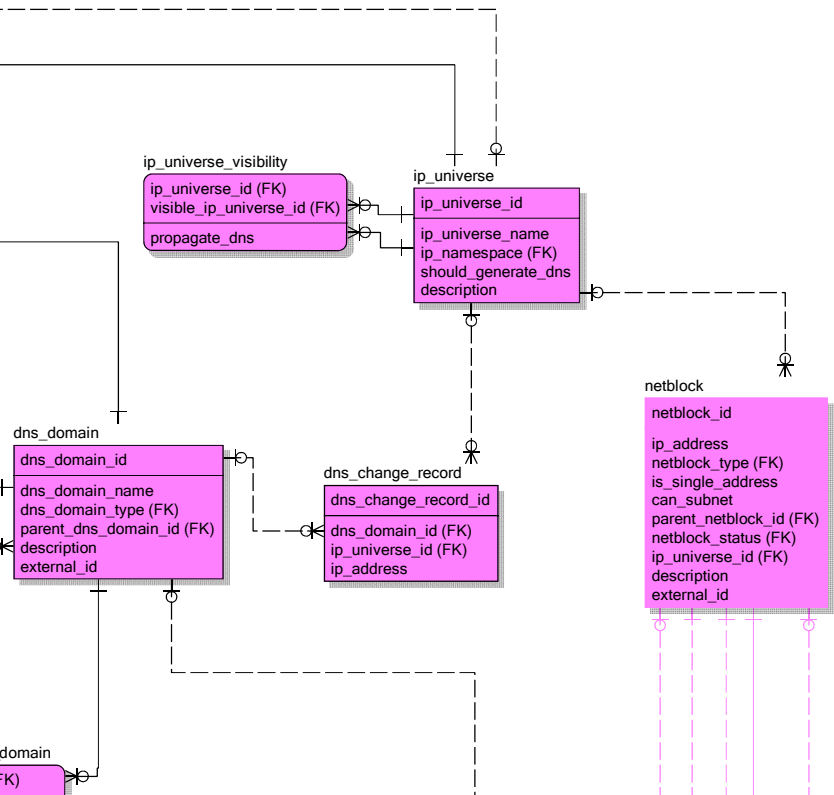 ip_universe_visibility
ip_universe_id (FK)
visible_ip_universe_id (FK)
propagate_dns
ip_universe
ip_universe_id
ip_universe_name
ip_namespace (FK)
should_generate_dns
description
netblock
netblock_id
ip_address
netblock_type (FK)
is_single_address
can_subnet
parent_netblock_id (FK)
netblock_status (FK)
ip_universe_id (FK)
description
external_id
dns_domain
dns_domain_id
dns_domain_name
dns_domain_type (FK)
parent_dns_domain_id (FK)
description
external_id
dns_change_record
dns_change_record_id
dns_domain_id (FK)
ip_universe_id (FK)
ip_address
domain
FK)